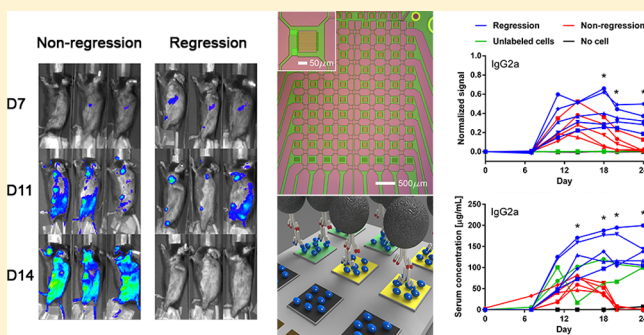 Non-regression Regression
D7
D11
D14
50μm
500μm
Regression Non-regression
Unlabeled cells No cell
IgG2a
Normalized signal
1.0
0.8
0.6
0.4
0.2
0.0
* * *
0 6 12 18
Day
IgG2a
Serum concentration [μg/mL]
250
200
150
100
50
0
* * *
0 6 12 18
Day